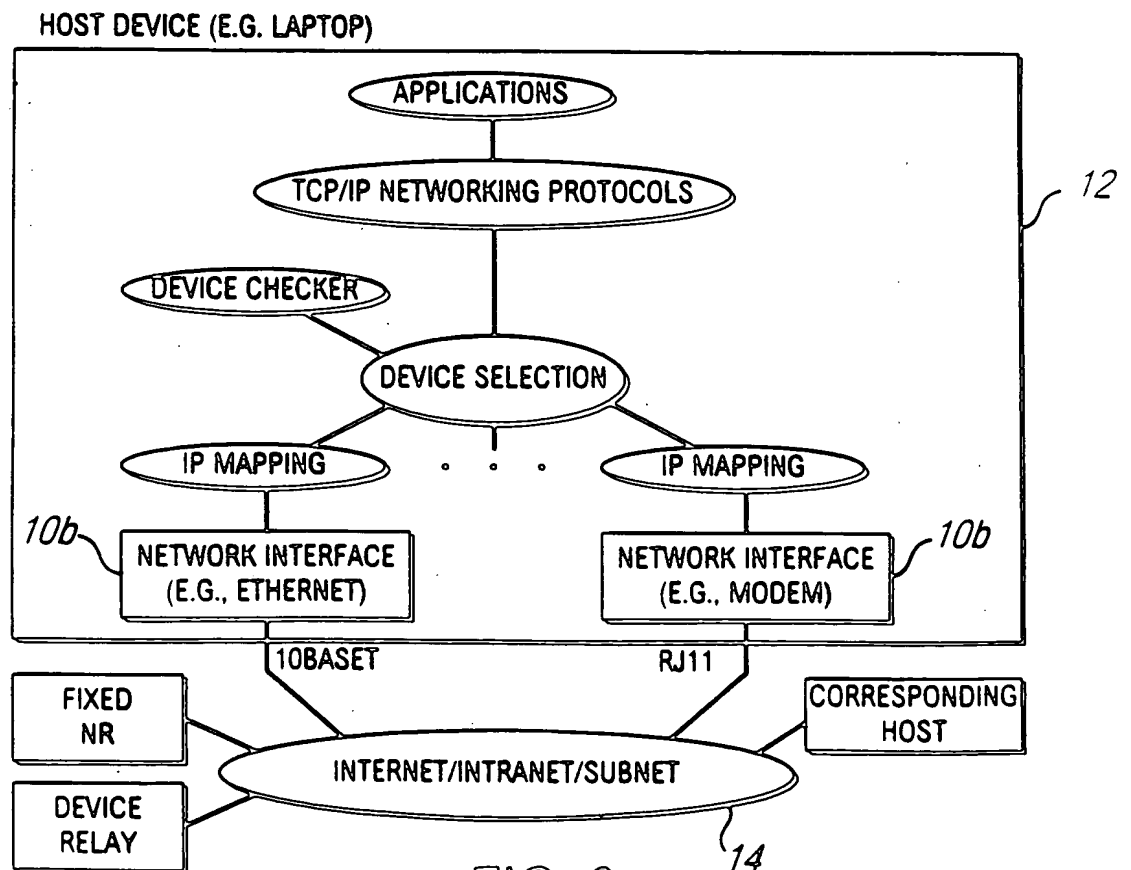 HOST DEVICE (E.G. LAPTOP)
APPLICATIONS
TCP/IP NETWORKING PROTOCOLS
12
DEVICE CHECKER
DEVICE SELECTION
IP MAPPING
IP MAPPING
10b
NETWORK INTERFACE
(E.G., ETHERNET)
NETWORK INTERFACE
(E.G., MODEM)
10b
10BASET
RJ11
FIXED
NR
CORRESPONDING
HOST
INTERNET/INTRANET/SUBNET
DEVICE
RELAY
14